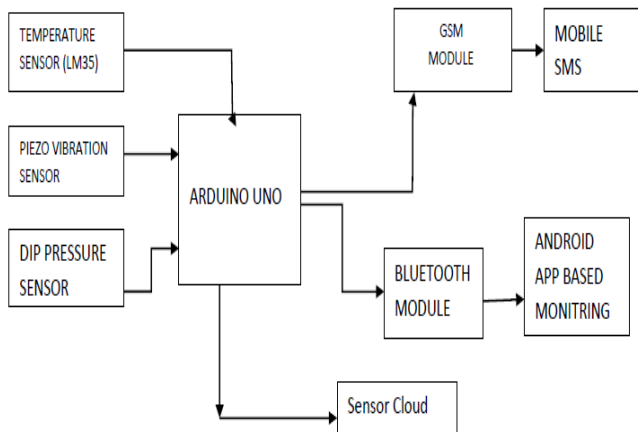 TEMPERATURE
SENSOR (LM35)
PIEZO VIBRATION
SENSOR
DIP PRESSURE
SENSOR
ARDUINO UNO
GSM
MODULE
MOBILE
SMS
BLUETOOTH
MODULE
ANDROID
APP BASED
MONITRING
Sensor Cloud